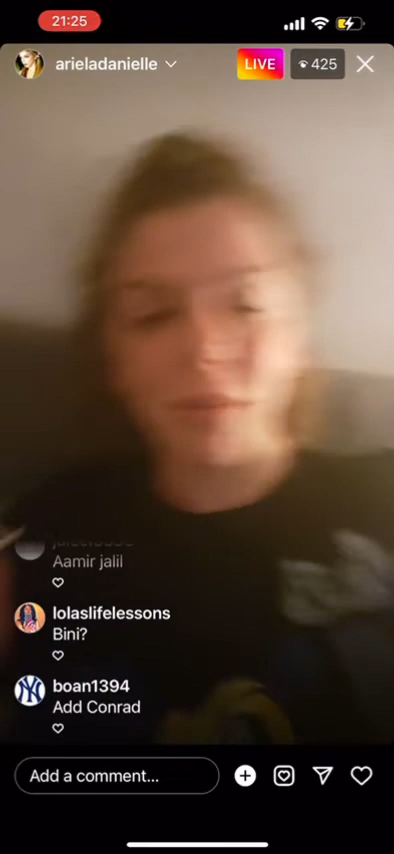 21:25
arieladanielle
LIVE
425
Aamir jalil
lolaslifelessons
Bini?
boan1394
Add Conrad
Add a comment...